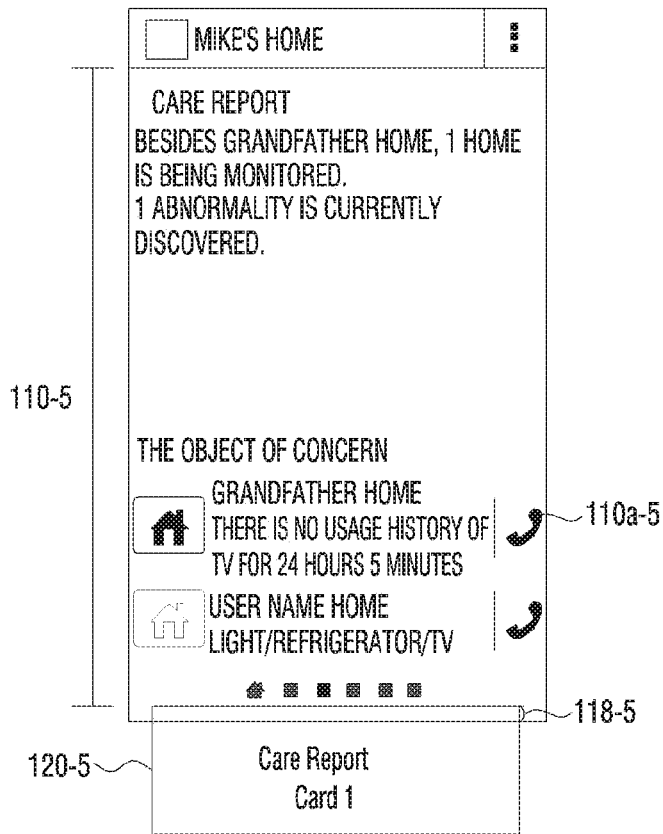 MIKE'S HOME
CARE REPORT
BESIDES GRANDFATHER HOME, 1 HOME
IS BEING MONITORED.
1 ABNORMALITY IS CURRENTLY
DISCOVERED.
110-5
THE OBJECT OF CONCERN
GRANDFATHER HOME
THERE IS NO USAGE HISTORY OF
TV FOR 24 HOURS 5 MINUTES
110a-5
USER NAME HOME
LIGHT/REFRIGERATOR/TV
118-5
120-5
Care Report
Card 1